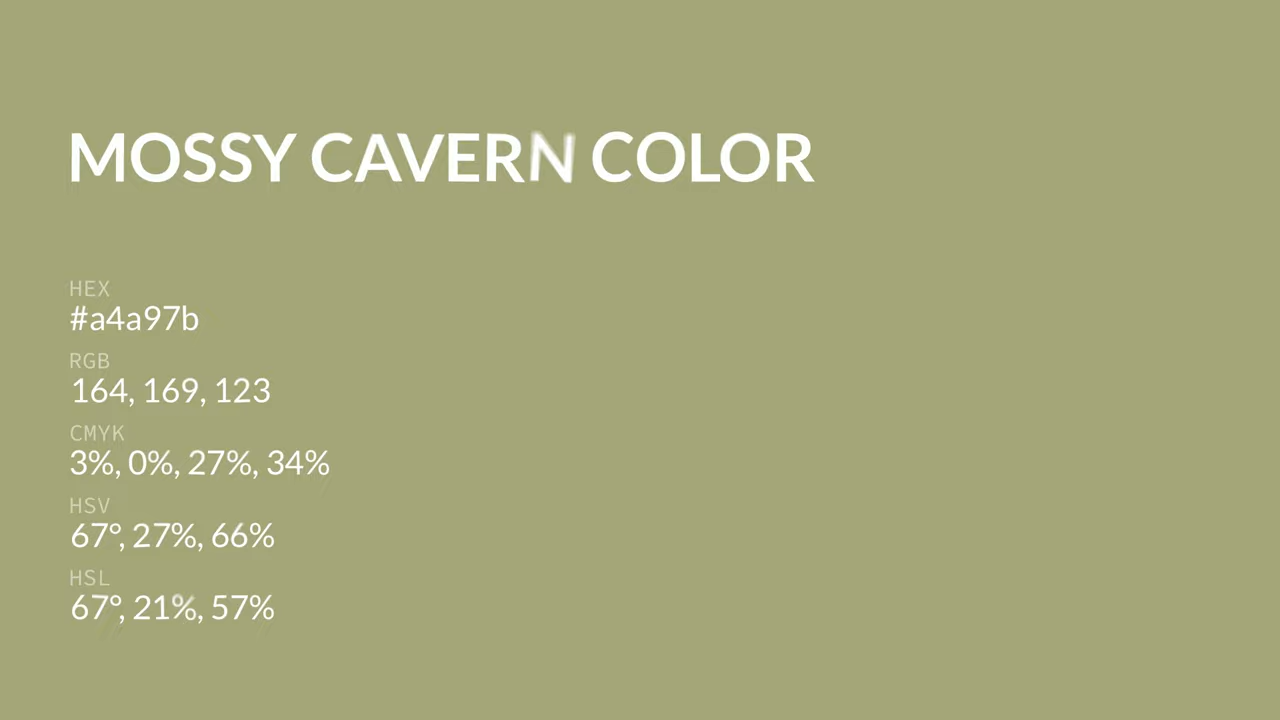 MOSSY CAVERN COLOR
HEX
#a4a97b
RGB
164, 169, 123
CMYK
3%, 0%, 27%, 34%
HSV
67°, 27%, 66%
HSL
67°, 21%, 57%